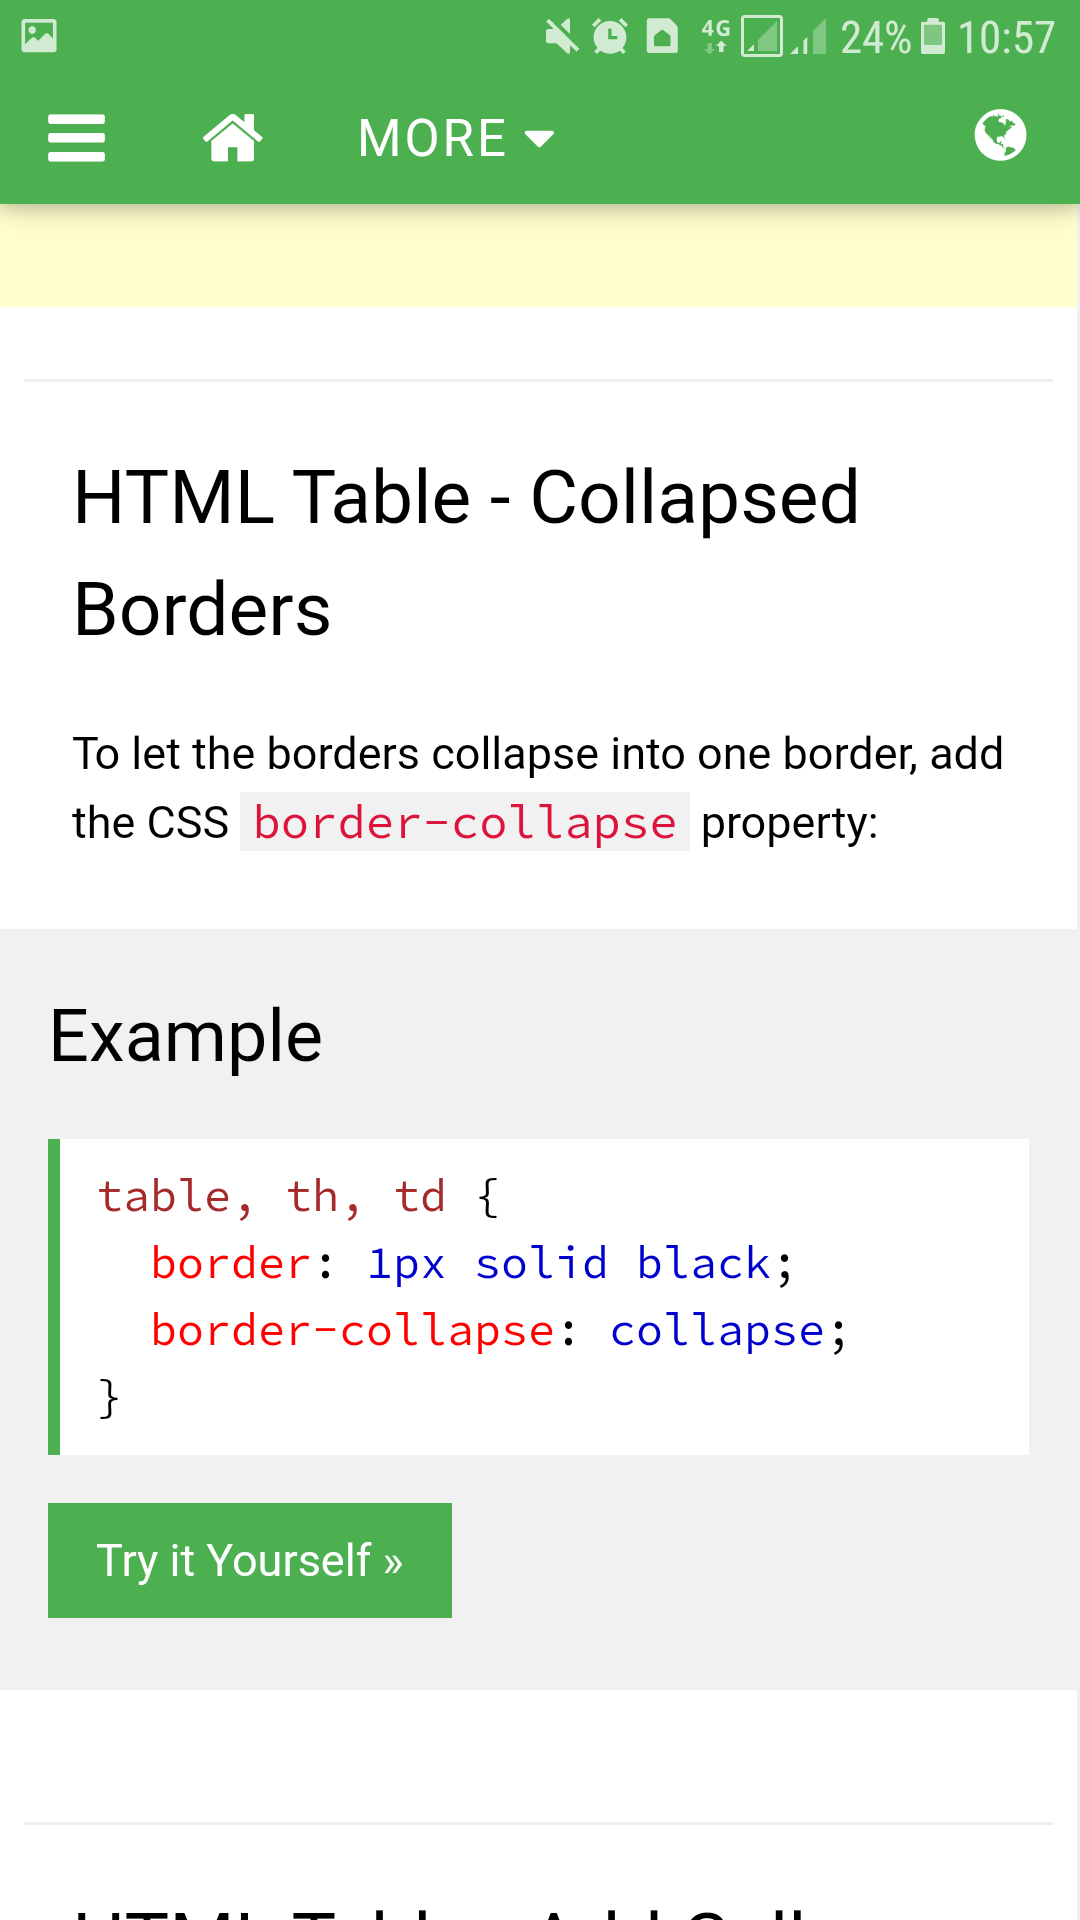 4G 24% 10:57
MORE
HTML Table - Collapsed
Borders
To let the borders collapse into one border, add
the CSS border-collapse property:
Example
table, th, td {
  border: 1px solid black;
  border-collapse: collapse;
}
Try it Yourself »